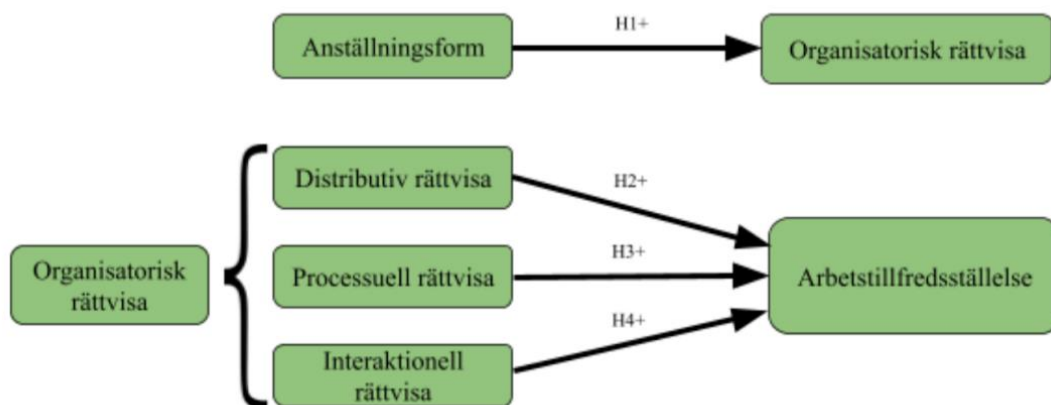 H1+
Anställningsform
Organisatorisk rättvisa
Distributiv rättvisa
H2+
Organisatorisk
rättvisa
Processuell rättvisa
H3+
Arbetstillfredsställelse
H4+
Interaktionell
rättvisa